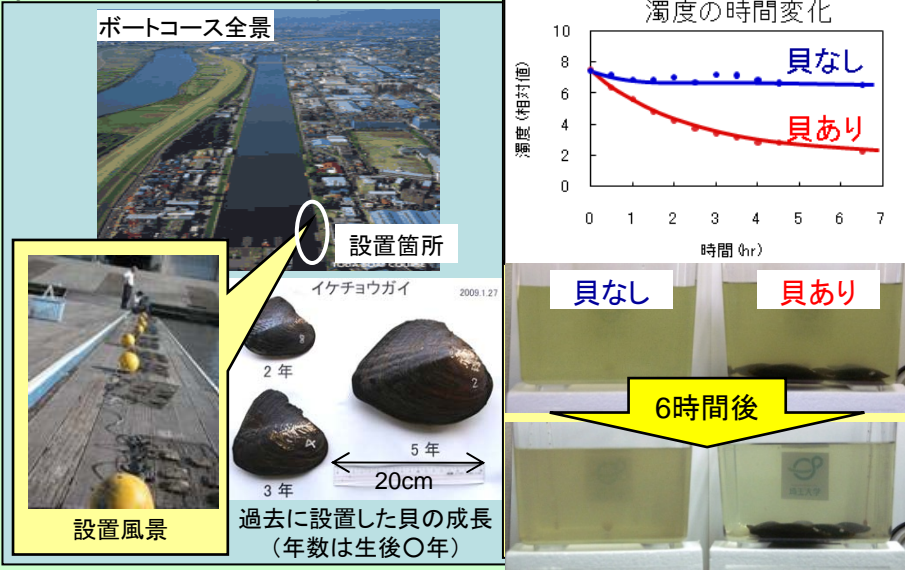 ボートコース全景
設置箇所
設置風景
イケチョウガイ
2009.1.27
8
2年
2
5年
4
3年
20cm
過去に設置した貝の成長
(年数は生後〇年)
濁度の時間変化
濁度(相対値)
10
8
6
4
2
0
貝なし
貝あり
0 1 2 3 4 5 6 7
時間(hr)
貝なし
貝あり
6時間後